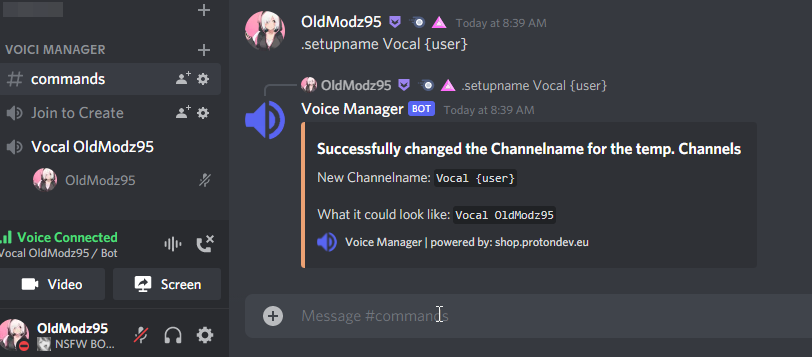 VOICI MANAGER
commands
Join to Create
Vocal OldModz95
OldModz95
Voice Connected
Vocal OldModz95 / Bot
Video
Screen
OldModz95
NSFW BO...
OldModz95 Today at 8:39 AM
.setupname Vocal {user}
OldModz95 .setupname Vocal {user}
Voice Manager BOT Today at 8:39 AM
Successfully changed the Channelname for the temp. Channels
New Channelname: Vocal {user}
What it could look like: Vocal OldModz95
Voice Manager | powered by: shop.protondev.eu
Message #commands